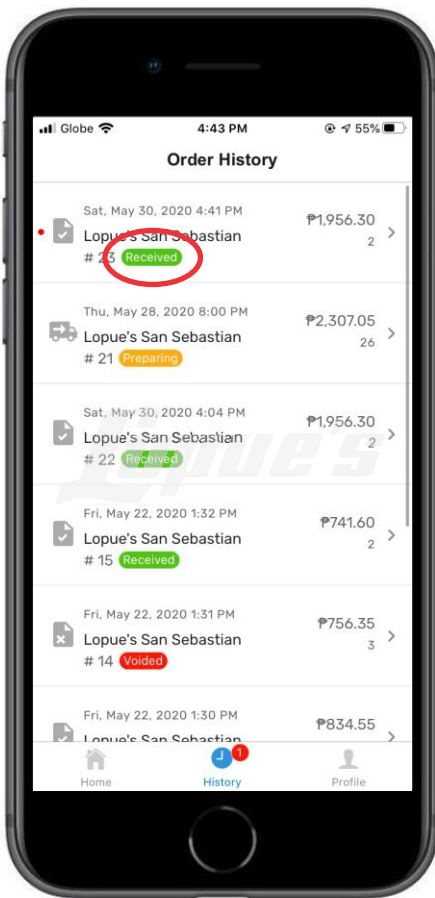 Globe 4:43 PM 55%
Order History
Sat, May 30, 2020 4:41 PM
Lopue's San Sebastian ₱1,956.30
# 23 Received 2
Thu, May 28, 2020 8:00 PM
Lopue's San Sebastian ₱2,307.05
# 21 Preparing 26
Sat, May 30, 2020 4:04 PM
Lopue's San Sebastian ₱1,956.30
# 22 Received 2
Lopue's
Fri, May 22, 2020 1:32 PM
Lopue's San Sebastian ₱741.60
# 15 Received 2
Fri, May 22, 2020 1:31 PM
Lopue's San Sebastian ₱756.35
# 14 Voided 3
Fri, May 22, 2020 1:30 PM
Lopue's San Sebastian ₱834.55
1
Home History Profile